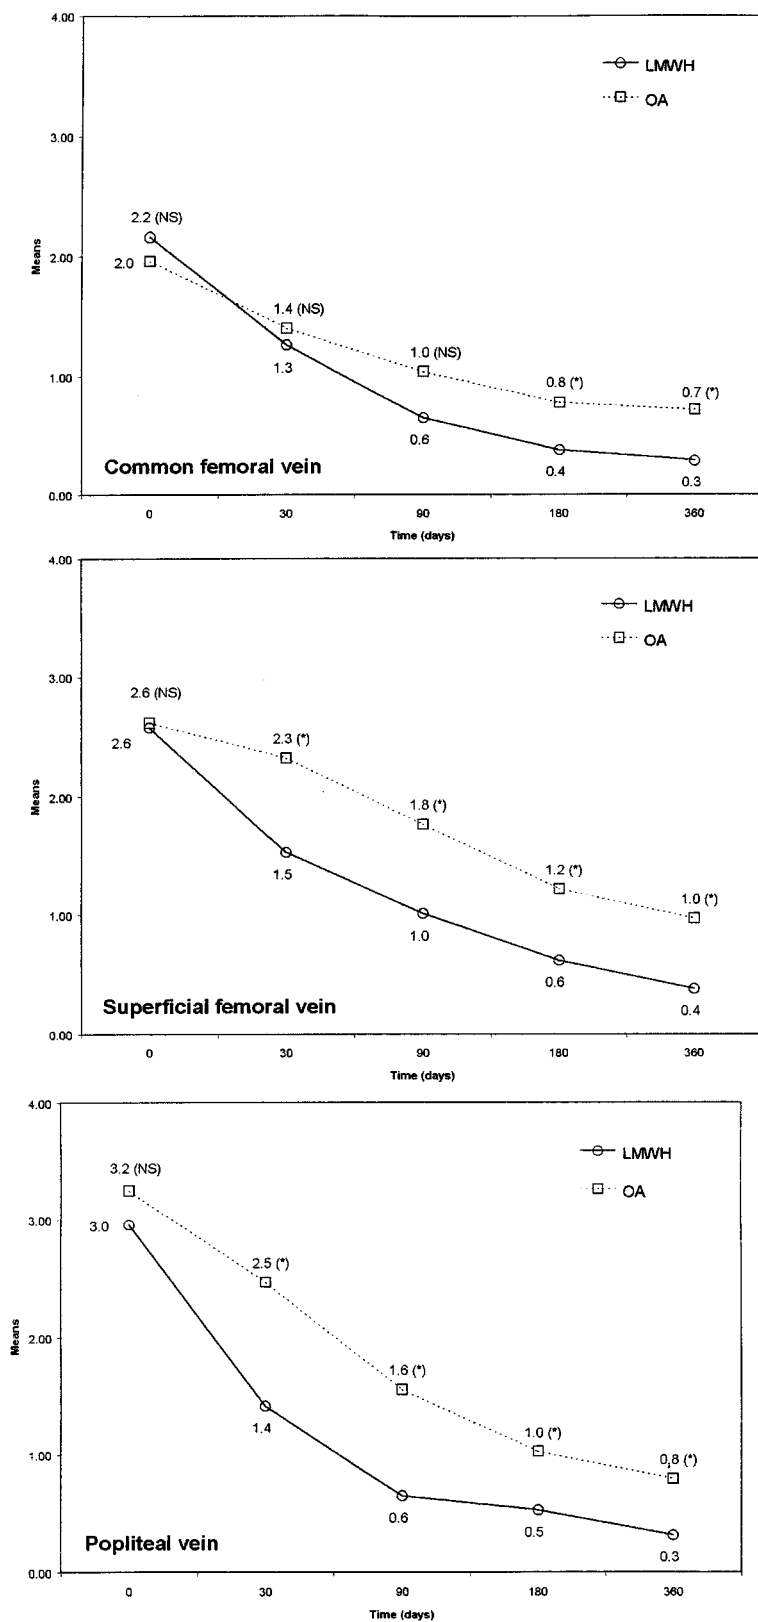 4.00
LMWH
OA
3.00
2.2 (NS)
2.00
2.0
Means
1.4 (NS)
1.3
1.0 (NS)
1.00
0.8 (*)
0.7 (*)
0.6
0.4
0.3
Common femoral vein
0.00
0 30 90 180 360
Time (days)
4.00
LMWH
OA
3.00
2.6 (NS)
2.6
2.3 (*)
2.00
Means
1.8 (*)
1.5
1.2 (*)
1.0 (*)
1.00
1.0
0.6
0.4
Superficial femoral vein
0.00
0 30 90 180 360
Time (days)
4.00
LMWH
OA
3.2 (NS)
3.00
3.0
2.5 (*)
2.00
Means
1.6 (*)
1.4
1.0 (*)
1.00
0.8 (*)
0.6
0.5
0.3
Popliteal vein
0.00
0 30 90 180 360
Time (days)